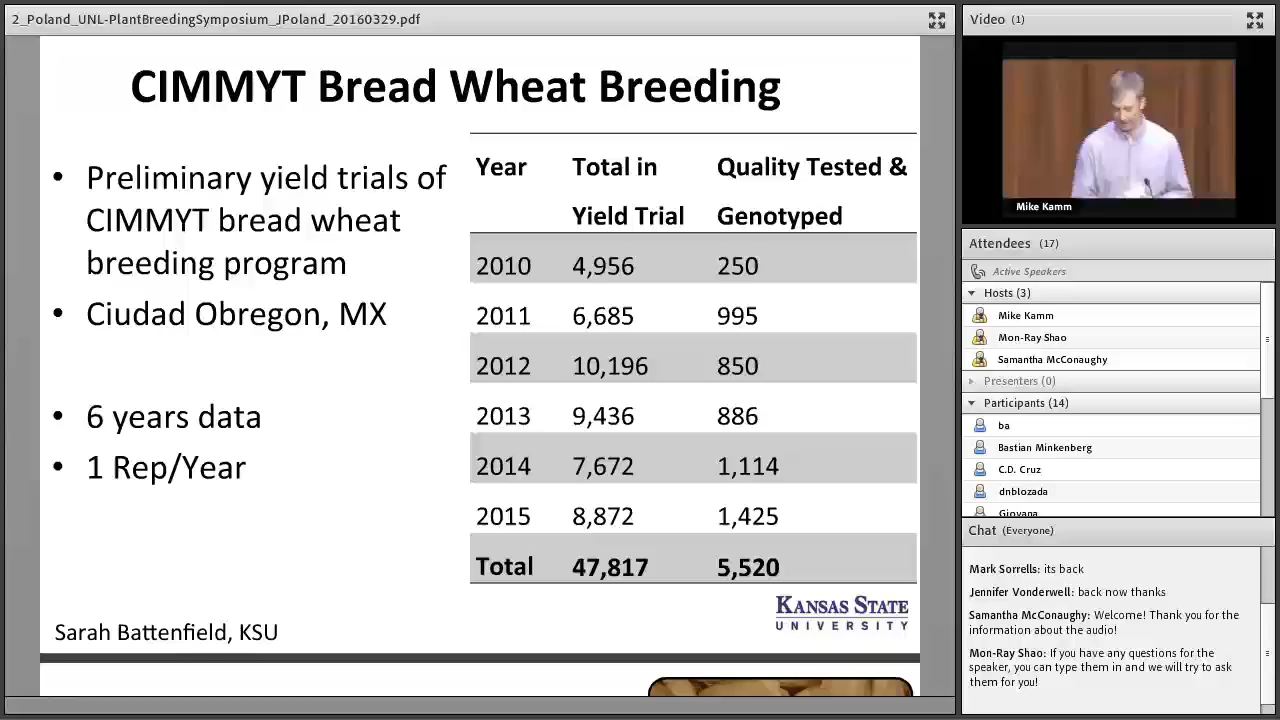 2_Poland_UNL-PlantBreedingSymposium_JPoland_20160329.pdf
CIMMYT Bread Wheat Breeding
• Preliminary yield trials of
CIMMYT bread wheat
breeding program
• Ciudad Obregon, MX
• 6 years data
• 1 Rep/Year
Year Total in Quality Tested &
Yield Trial Genotyped
2010 4,956 250
2011 6,685 995
2012 10,196 850
2013 9,436 886
2014 7,672 1,114
2015 8,872 1,425
Total 47,817 5,520
KANSAS STATE
UNIVERSITY
Sarah Battenfield, KSU
Video (1)
Mike Kamm
Attendees (17)
Active Speakers
Hosts (3)
Mike Kamm
Mon-Ray Shao
Samantha McConaughy
Presenters (0)
Participants (14)
ba
Bastian Minkenberg
C.D. Cruz
dnblozada
Giovana
Chat (Everyone)
Mark Sorrells: its back
Jennifer Vonderwell: back now thanks
Samantha McConaughy: Welcome! Thank you for the
information about the audio!
Mon-Ray Shao: If you have any questions for the
speaker, you can type them in and we will try to ask
them for you!